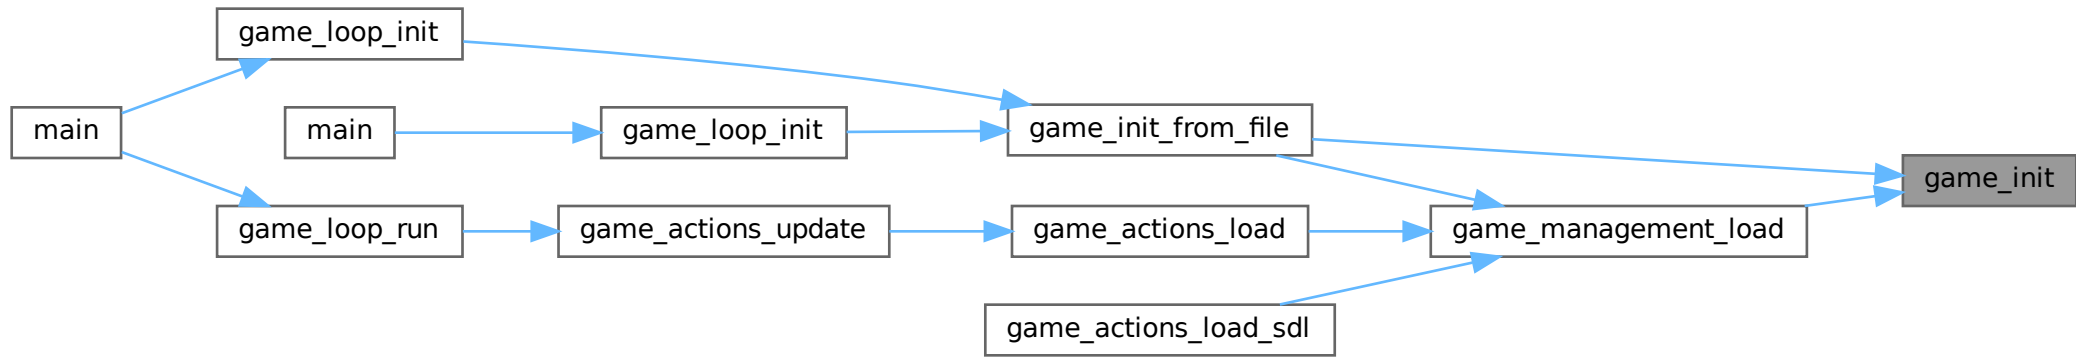 game_loop_init
main
main
game_loop_init
game_init_from_file
game_init
game_loop_run
game_actions_update
game_actions_load
game_management_load
game_actions_load_sdl